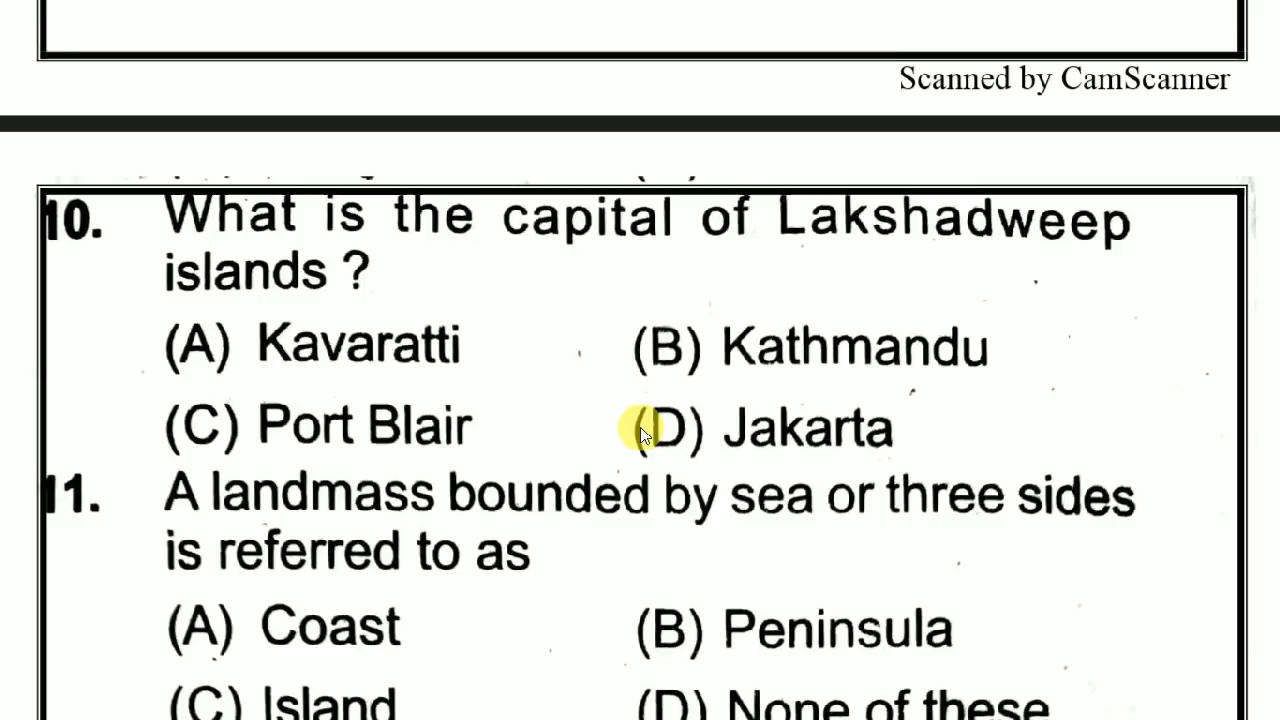 Scanned by CamScanner
10. What is the capital of Lakshadweep
islands ?
(A) Kavaratti (B) Kathmandu
(C) Port Blair (D) Jakarta
11. A landmass bounded by sea or three sides
is referred to as
(A) Coast (B) Peninsula
(C) Island (D) None of these